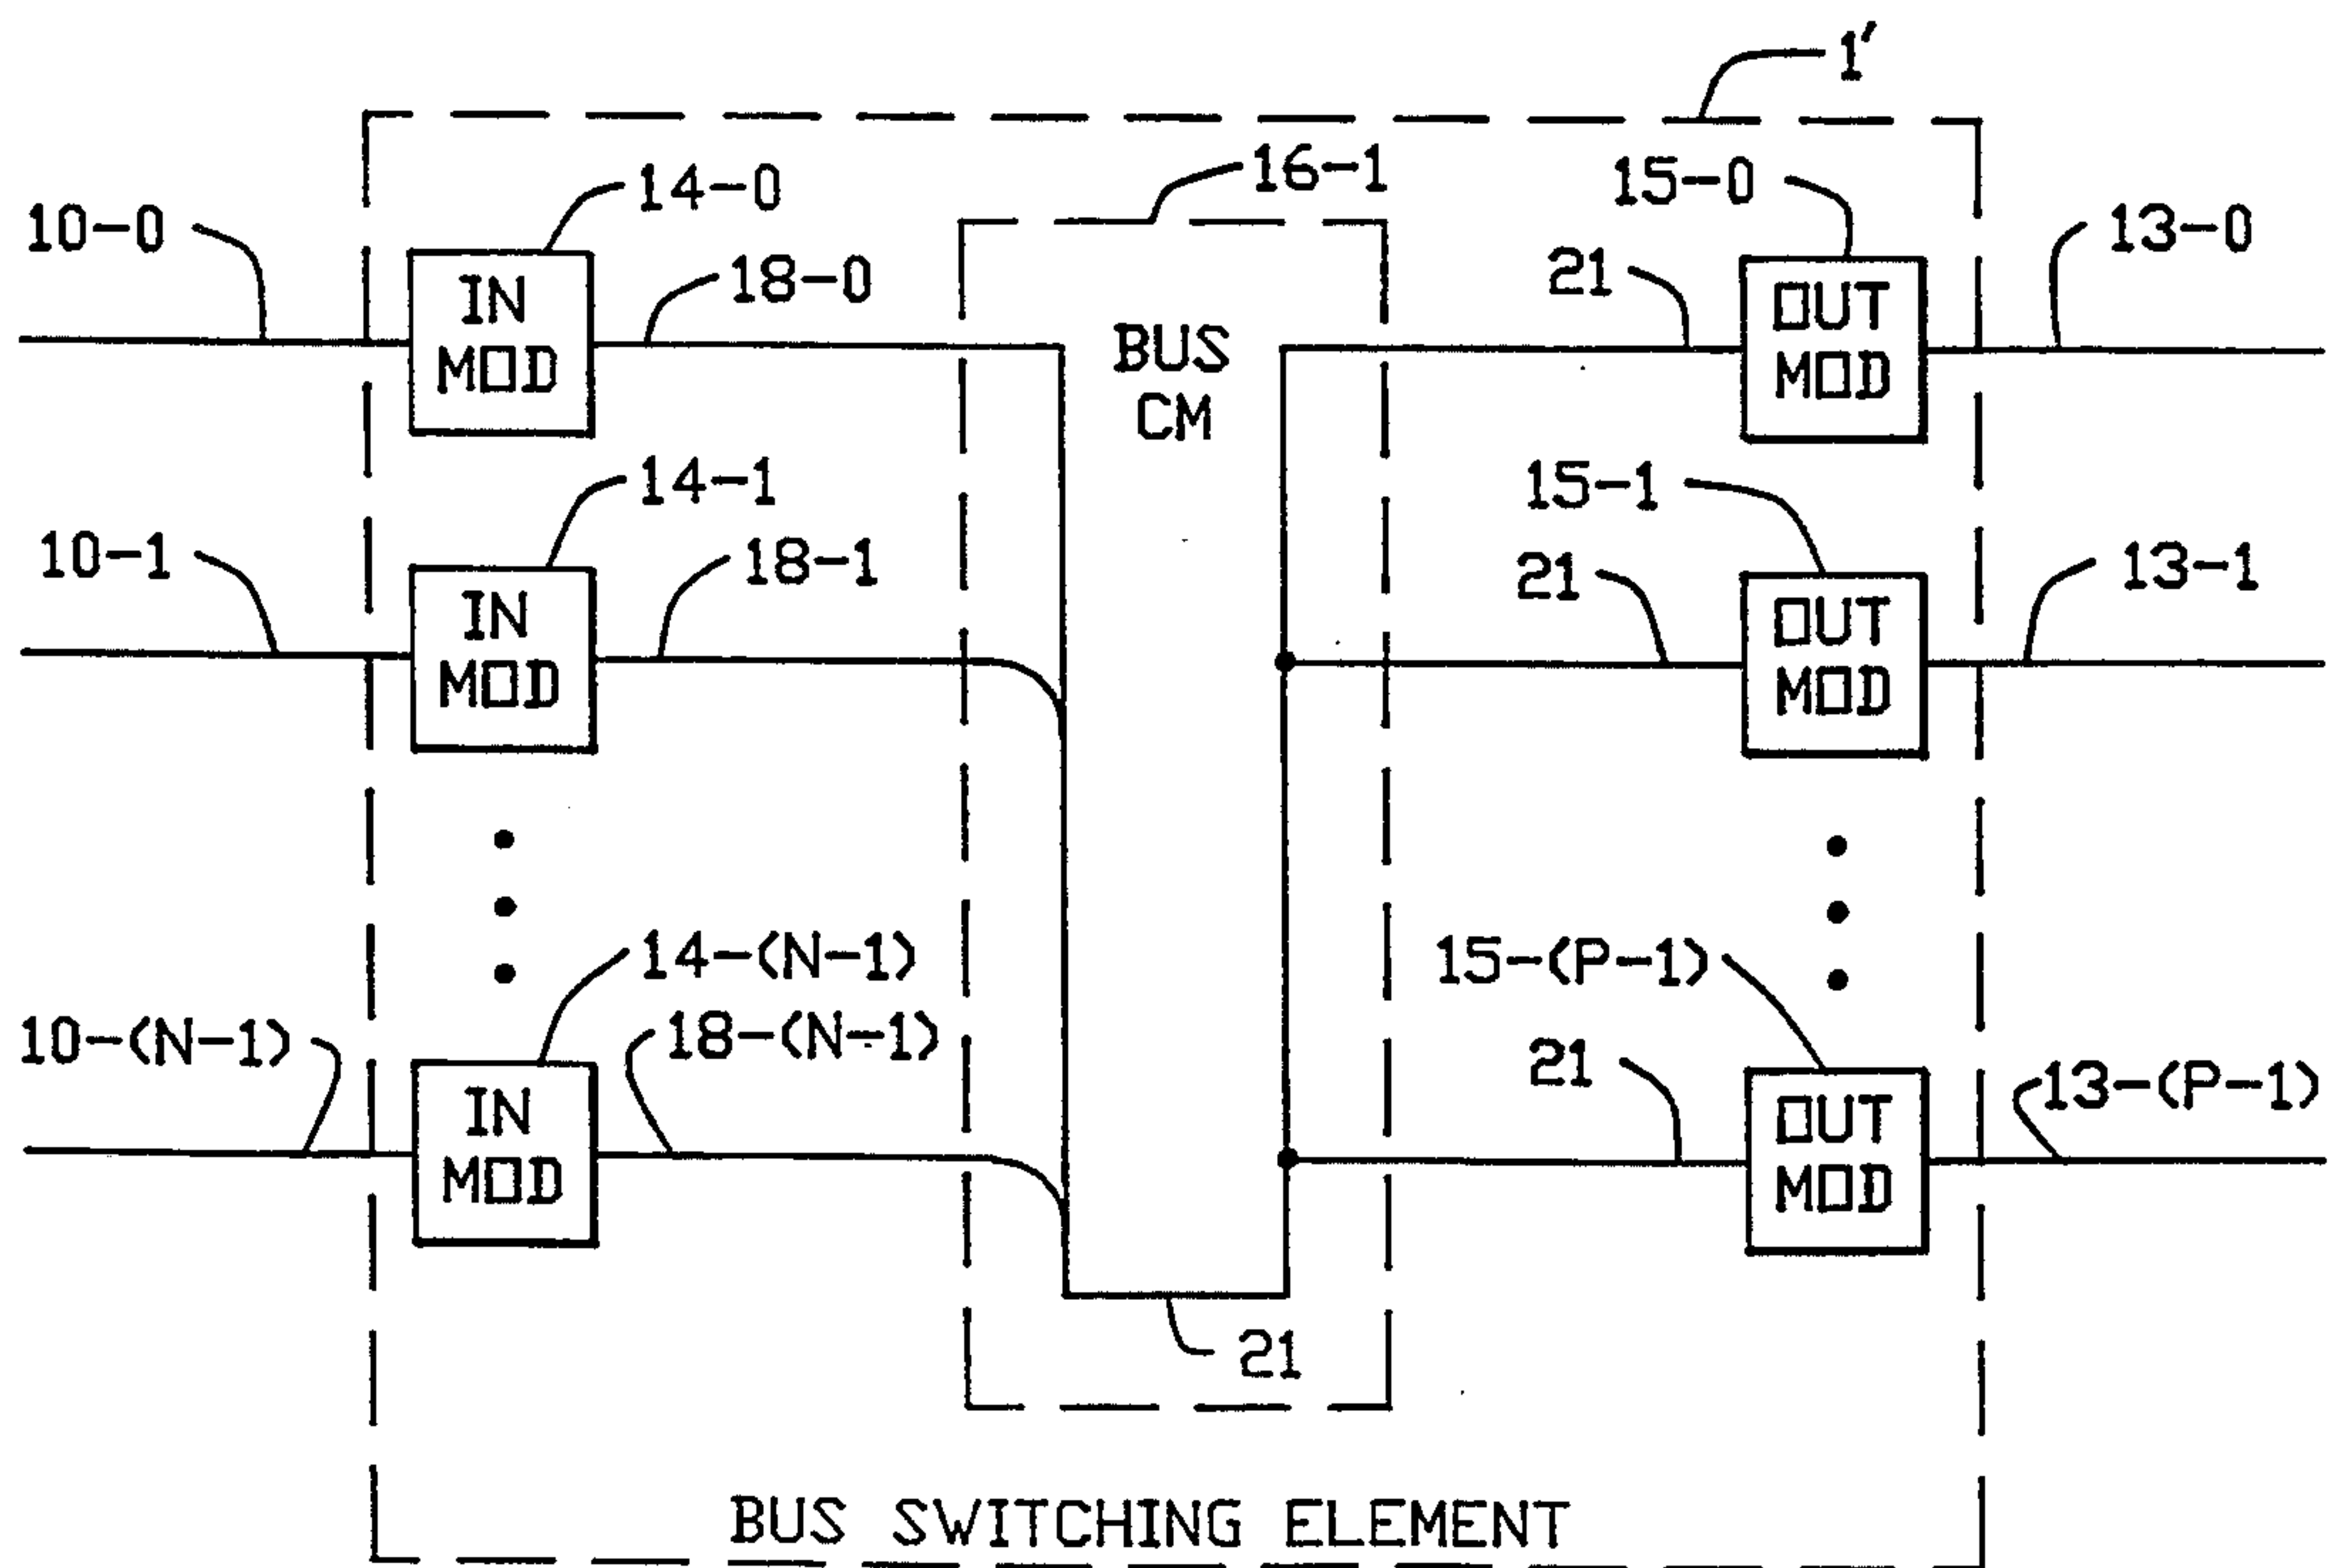 1′
16-1
14-0
15-0
10-0
18-0
21
13-0
IN
MOD
BUS
CM
OUT
MOD
14-1
15-1
10-1
18-1
21
13-1
IN
MOD
OUT
MOD
14-(N-1)
15-(P-1)
10-(N-1)
18-(N-1)
21
13-(P-1)
IN
MOD
OUT
MOD
21
BUS SWITCHING ELEMENT